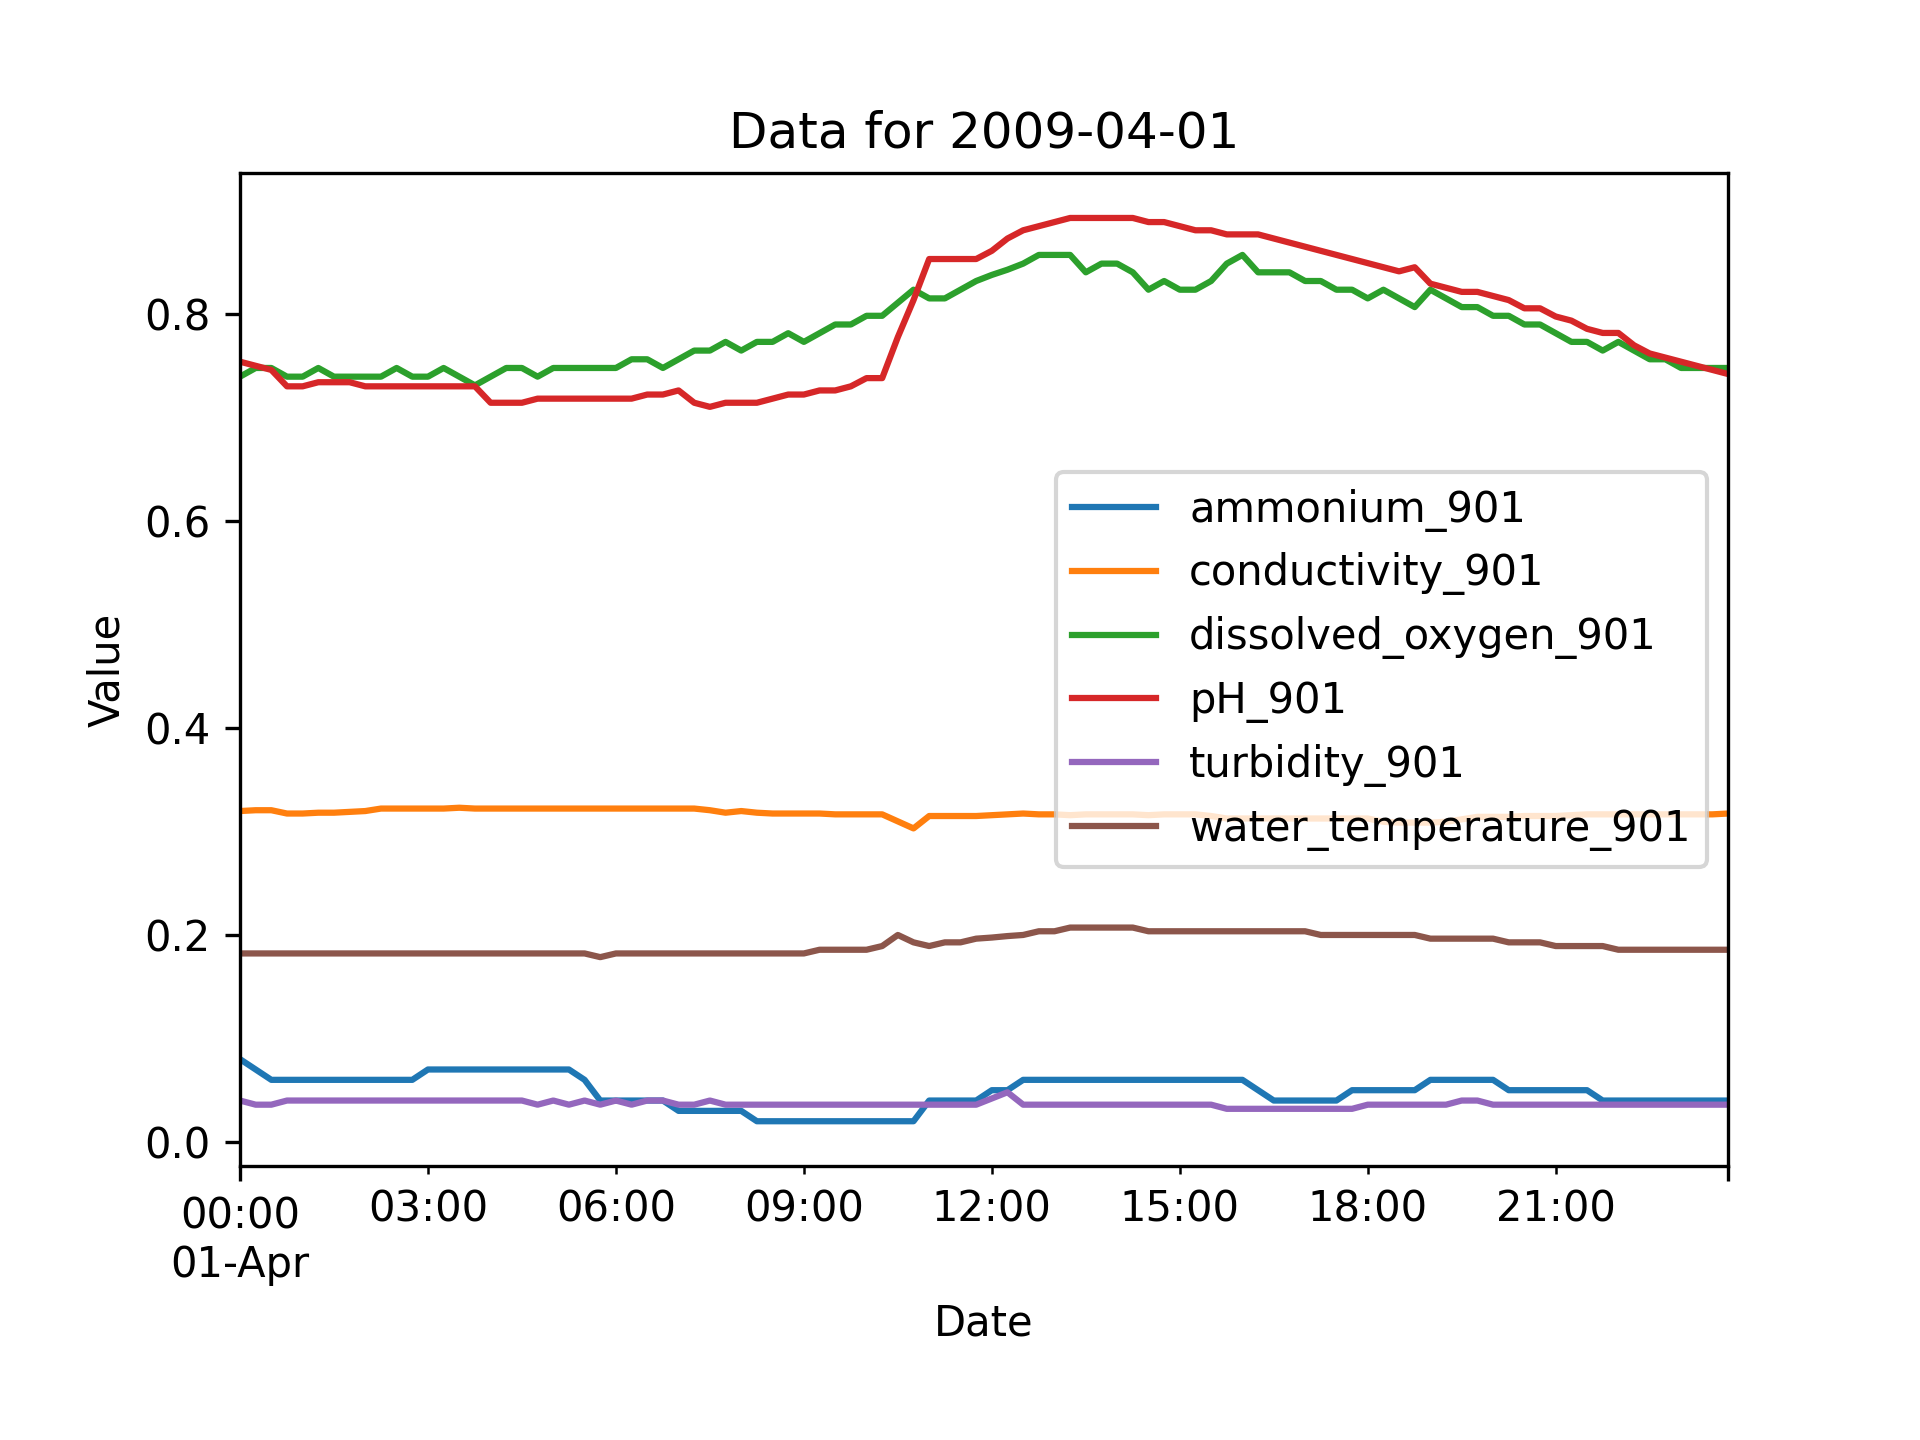 Data for 2009-04-01
Value
0.8
0.6
0.4
0.2
0.0
ammonium_901
conductivity_901
dissolved_oxygen_901
pH_901
turbidity_901
water_temperature_901
00:00 03:00 06:00 09:00 12:00 15:00 18:00 21:00
01-Apr
Date